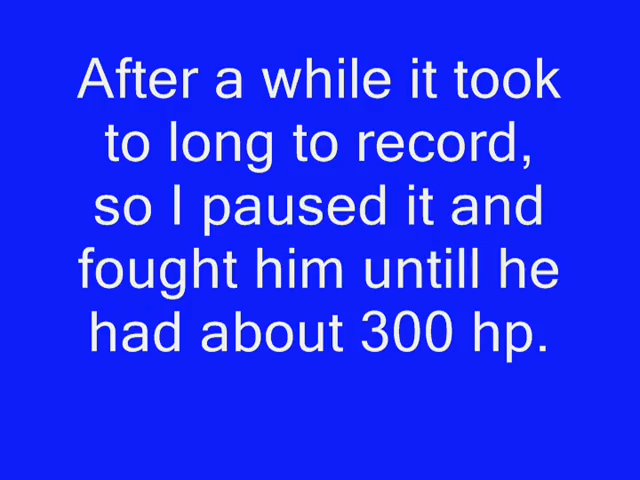 After a while it took
to long to record,
so I paused it and
fought him untill he
had about 300 hp.